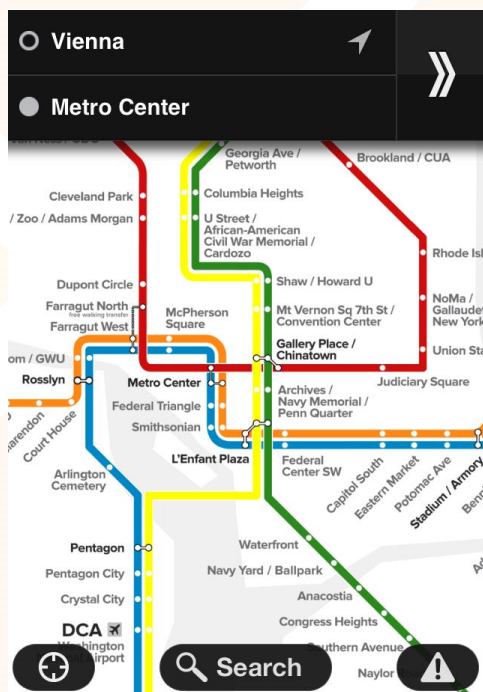 Vienna
Metro Center
Georgia Ave /
Petworth
Brookland / CUA
Cleveland Park
/ Zoo / Adams Morgan
Columbia Heights
U Street /
African-American
Civil War Memorial /
Cardozo
Rhode Isl
Dupont Circle
Shaw / Howard U
Farragut North
free walking transfer
Farragut West
McPherson
Square
Mt Vernon Sq 7th St /
Convention Center
NoMa /
Gallaudet
New York
om / GWU
Gallery Place /
Chinatown
Union Sta
Rosslyn
Metro Center
Judiciary Square
Federal Triangle
Archives /
Navy Memorial /
Penn Quarter
Smithsonian
arendon
Court House
L'Enfant Plaza
Federal
Center SW
Capitol South
Eastern Market
Potomac Ave
Stadium / Armory
Benn
Arlington
Cemetery
Pentagon
Waterfront
Pentagon City
Navy Yard / Ballpark
Crystal City
Anacostia
DCA
Congress Heights
Southern Avenue
Airport
Naylor
Search